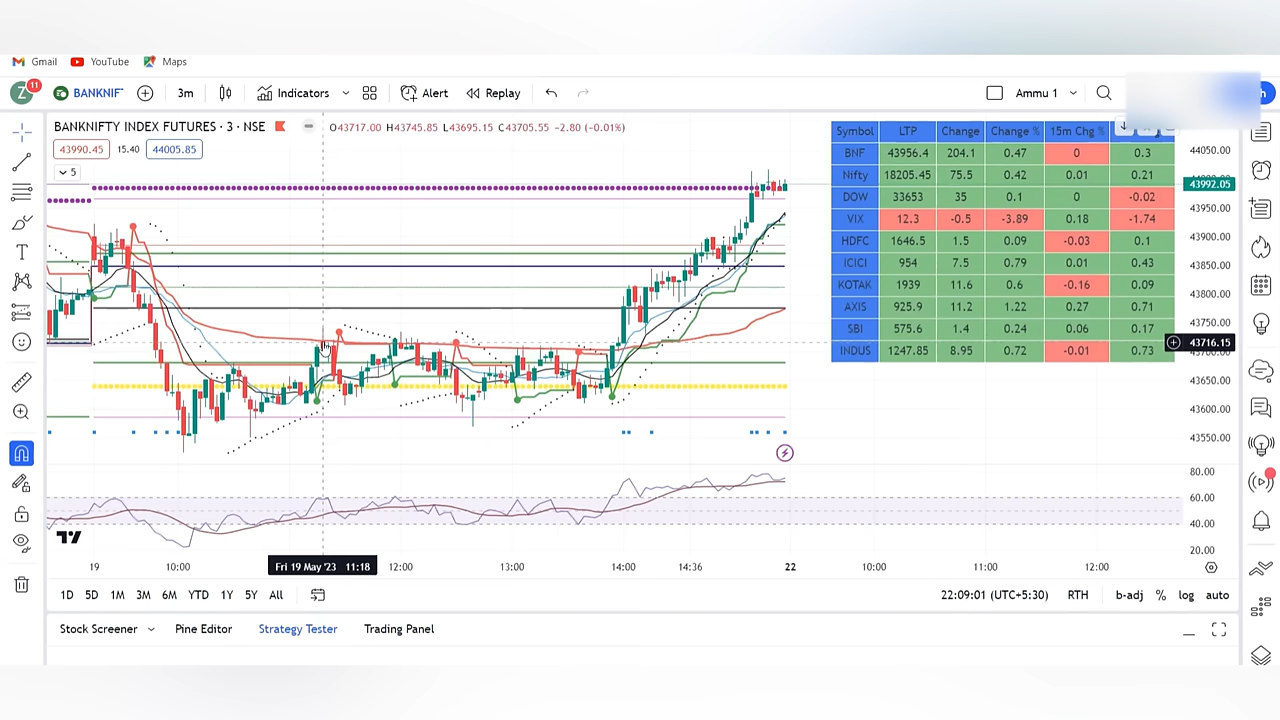 Gmail YouTube Maps
Z 11 BANKNIF 3m Indicators Alert Replay Ammu 1
BANKNIFTY INDEX FUTURES · 3 · NSE O43717.00 H43745.85 L43695.15 C43705.55 -2.80 (-0.01%)
43990.45 15.40 44005.85
5
Symbol LTP Change Change % 15m Chg %
BNF 43956.4 204.1 0.47 0 0.3
Nifty 18205.45 75.5 0.42 0.01 0.21
DOW 33653 35 0.1 0 -0.02
VIX 12.3 -0.5 -3.89 0.18 -1.74
HDFC 1646.5 1.5 0.09 -0.03 0.1
ICICI 954 7.5 0.79 0.01 0.43
KOTAK 1939 11.6 0.6 -0.16 0.09
AXIS 925.9 11.2 1.22 0.27 0.71
SBI 575.6 1.4 0.24 0.06 0.17
INDUS 1247.85 8.95 0.72 -0.01 0.73
44050.00
43992.05
43950.00
43900.00
43850.00
43800.00
43750.00
43716.15
43650.00
43600.00
43550.00
80.00
60.00
40.00
20.00
19 10:00 Fri 19 May '23 11:18 12:00 13:00 14:00 14:36 22 10:00 11:00 12:00
1D 5D 1M 3M 6M YTD 1Y 5Y All 22:09:01 (UTC+5:30) RTH b-adj % log auto
Stock Screener Pine Editor Strategy Tester Trading Panel